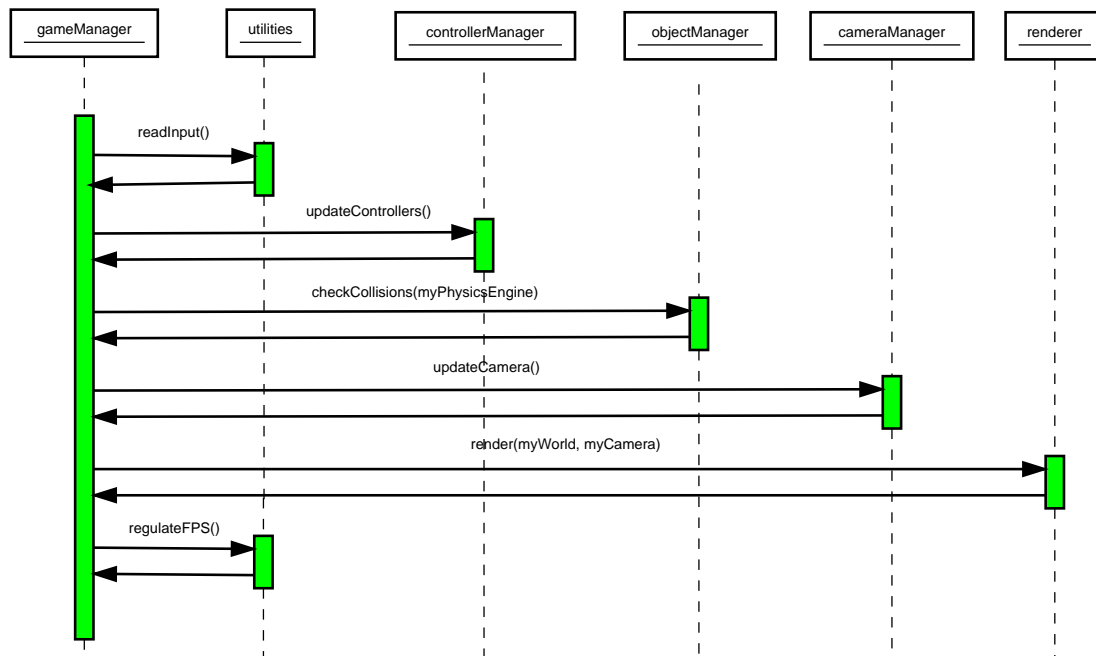 gameManager
utilities
controllerManager
objectManager
cameraManager
renderer
readInput()
updateControllers()
checkCollisions(myPhysicsEngine)
updateCamera()
render(myWorld, myCamera)
regulateFPS()